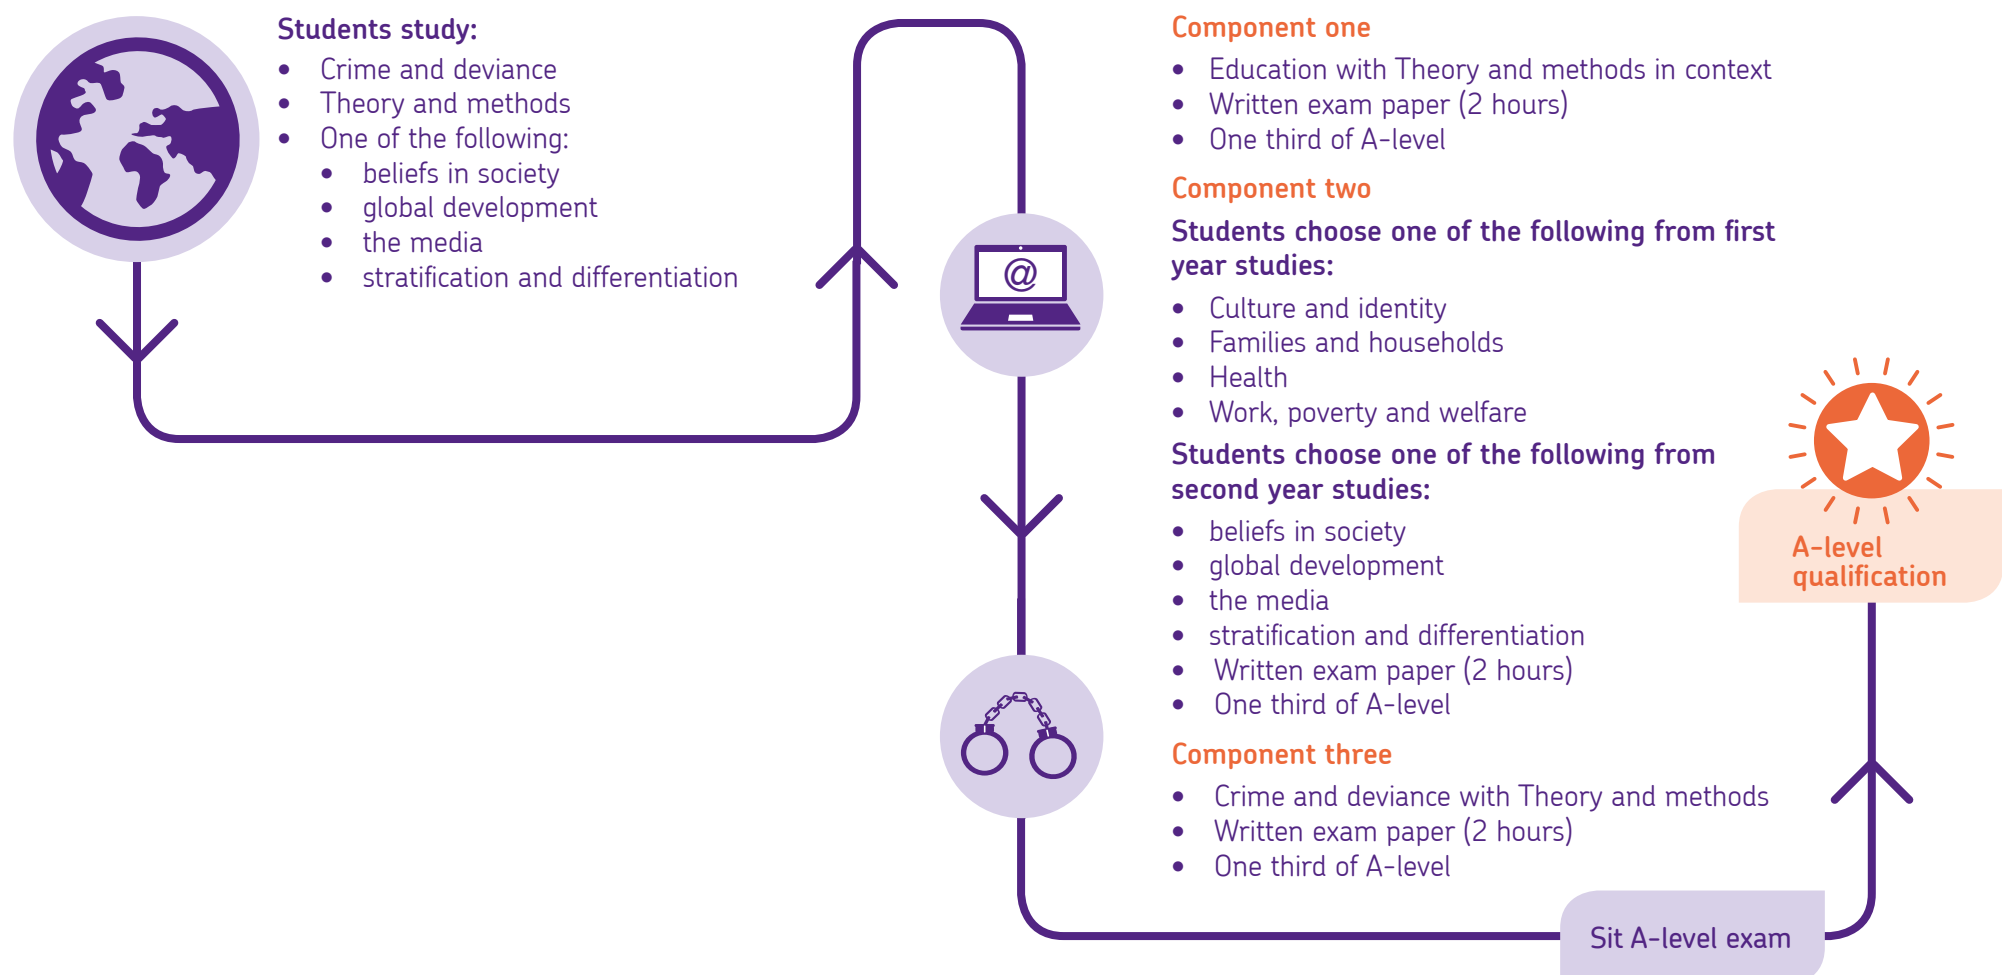 Students study:
• Crime and deviance
• Theory and methods
• One of the following:
• beliefs in society
• global development
• the media
• stratification and differentiation
@
Component one
• Education with Theory and methods in context
• Written exam paper (2 hours)
• One third of A-level
Component two
Students choose one of the following from first
year studies:
• Culture and identity
• Families and households
• Health
• Work, poverty and welfare
Students choose one of the following from
second year studies:
• beliefs in society
• global development
• the media
• stratification and differentiation
• Written exam paper (2 hours)
• One third of A-level
Component three
• Crime and deviance with Theory and methods
• Written exam paper (2 hours)
• One third of A-level
Sit A-level exam
A-level
qualification